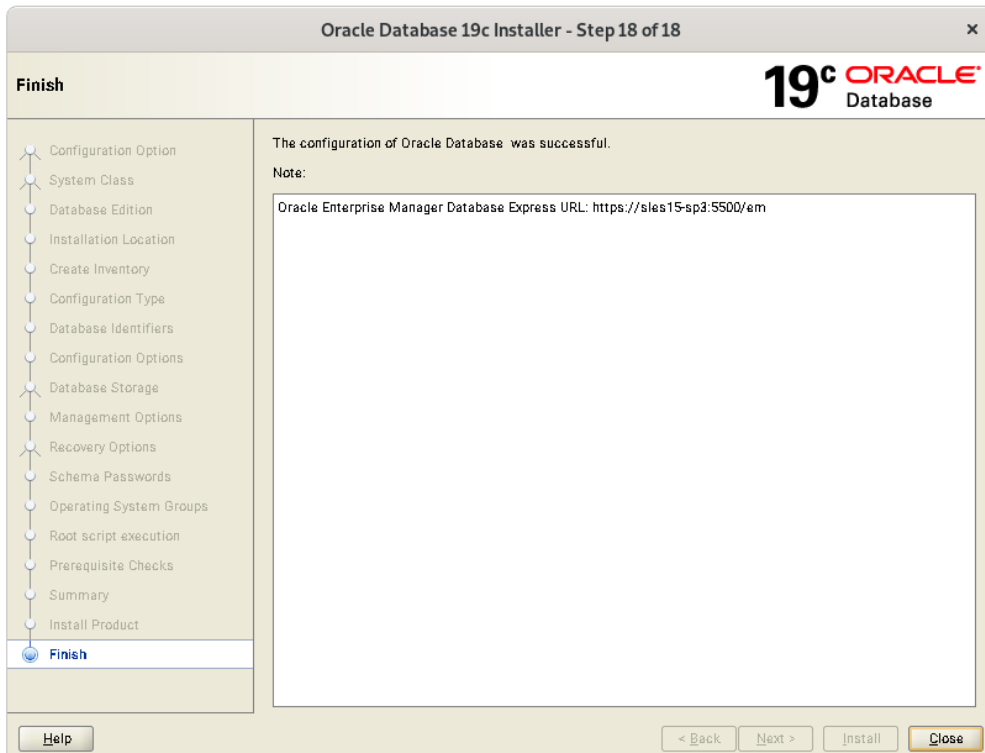 Oracle Database 19c Installer - Step 18 of 18
×
Finish
19c ORACLE
Database
Configuration Option
System Class
Database Edition
Installation Location
Create Inventory
Configuration Type
Database Identifiers
Configuration Options
Database Storage
Management Options
Recovery Options
Schema Passwords
Operating System Groups
Root script execution
Prerequisite Checks
Summary
Install Product
Finish
The configuration of Oracle Database was successful.
Note:
Oracle Enterprise Manager Database Express URL: https://sles15-sp3:5500/em
Help
< Back
Next >
Install
Close